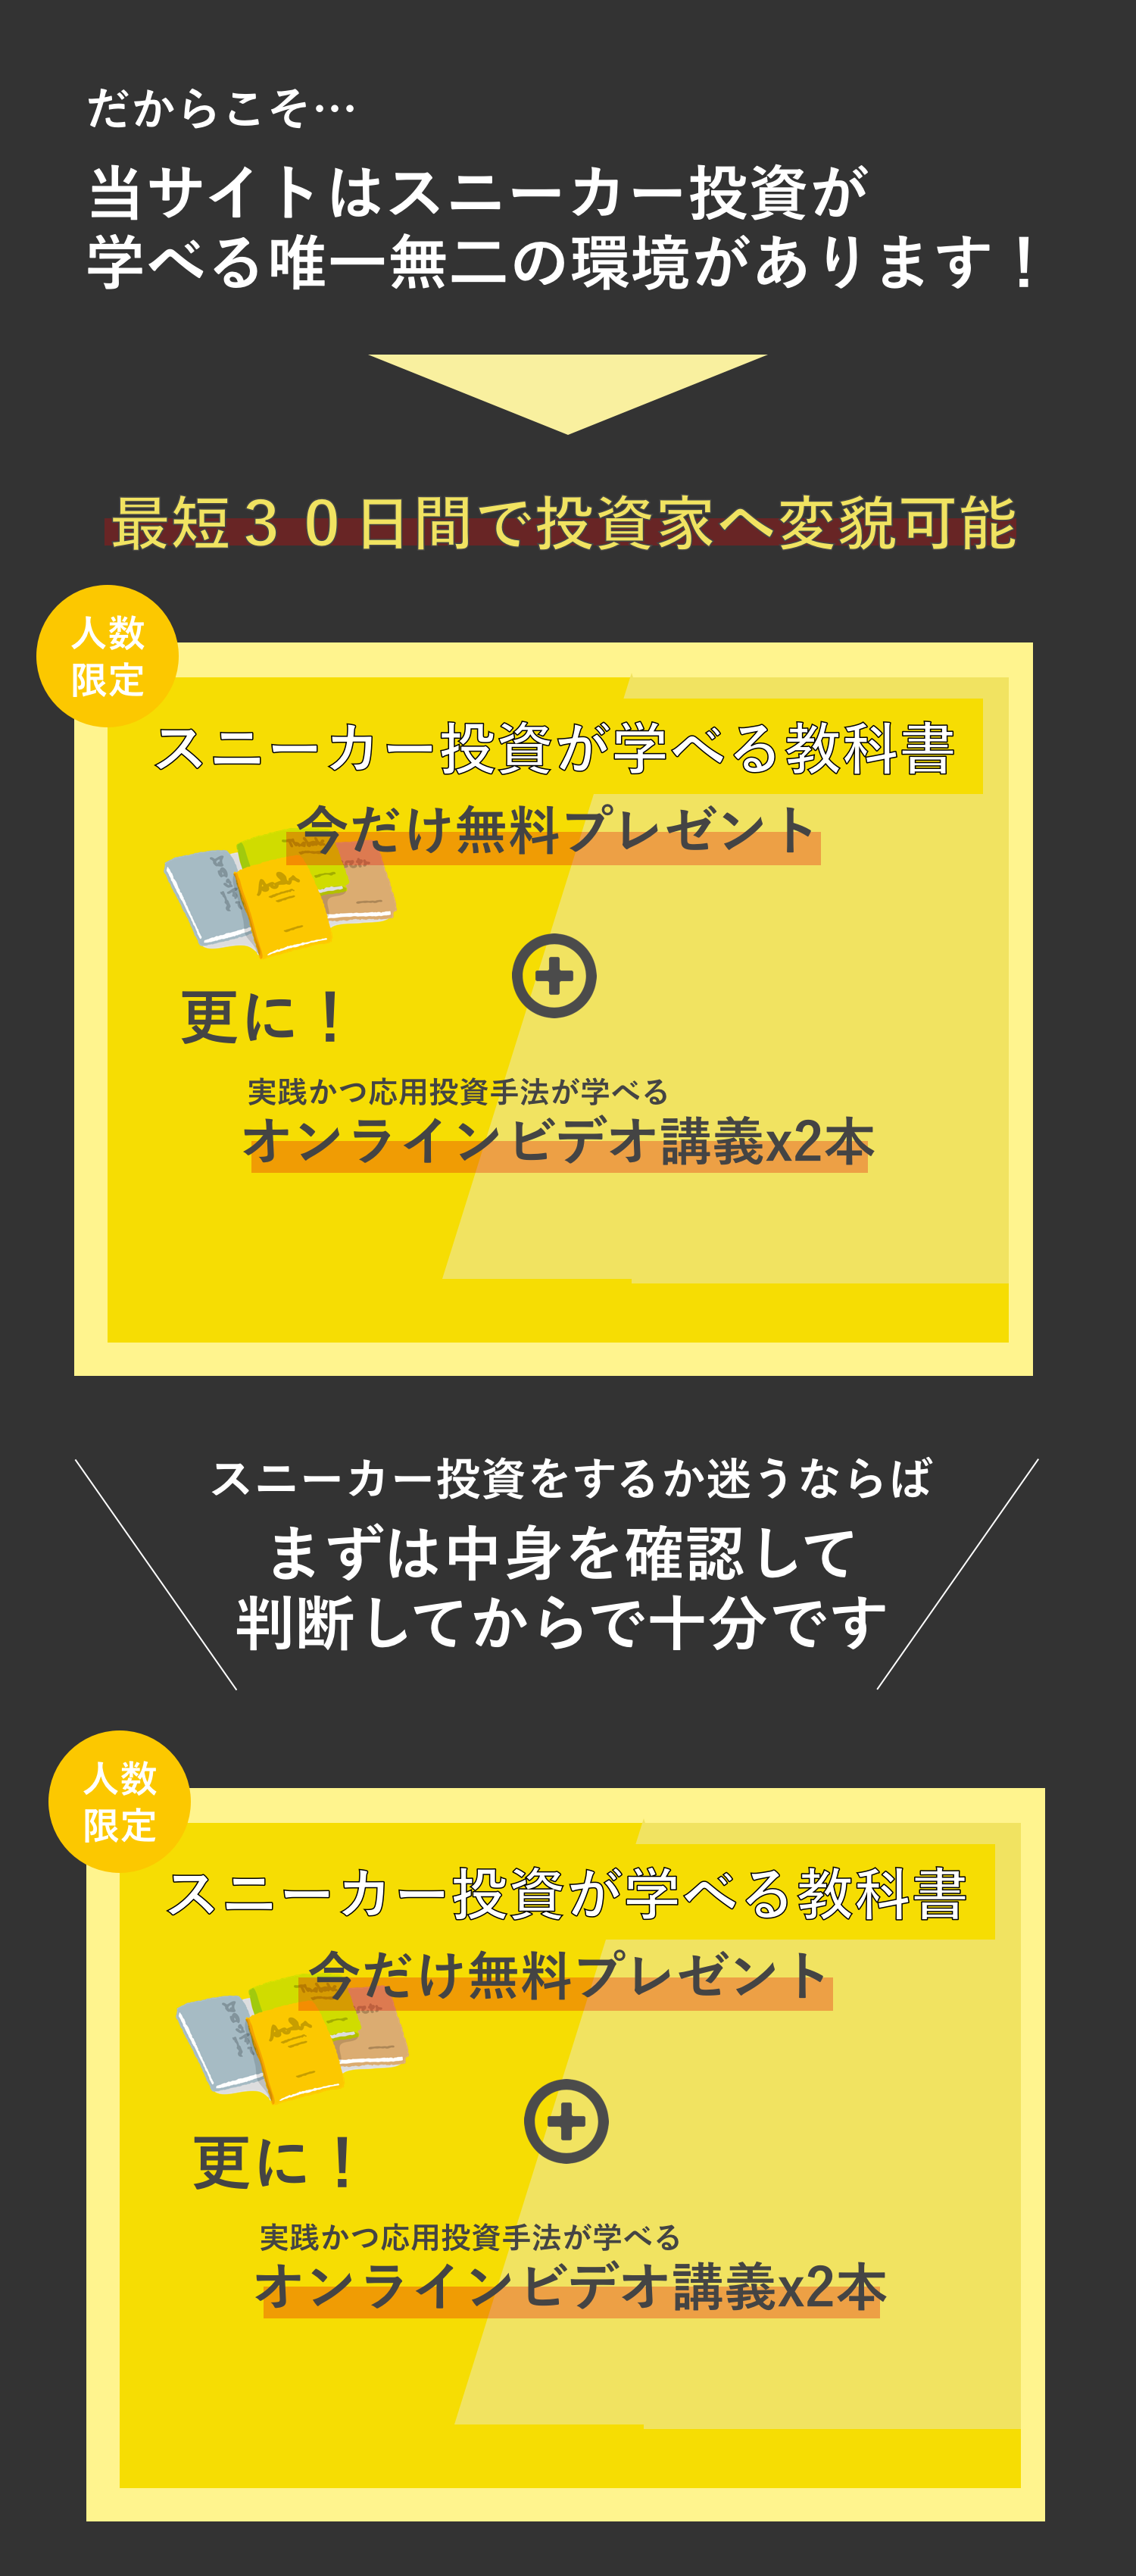 だからこそ…
当サイトはスニーカー投資が
学べる唯一無二の環境があります！
最短３０日間で投資家へ変貌可能
人数
限定
スニーカー投資が学べる教科書
今だけ無料プレゼント
更に！
実践かつ応用投資手法が学べる
オンラインビデオ講義x2本
スニーカー投資をするか迷うならば
まずは中身を確認して
判断してからで十分です
人数
限定
スニーカー投資が学べる教科書
今だけ無料プレゼント
更に！
実践かつ応用投資手法が学べる
オンラインビデオ講義x2本